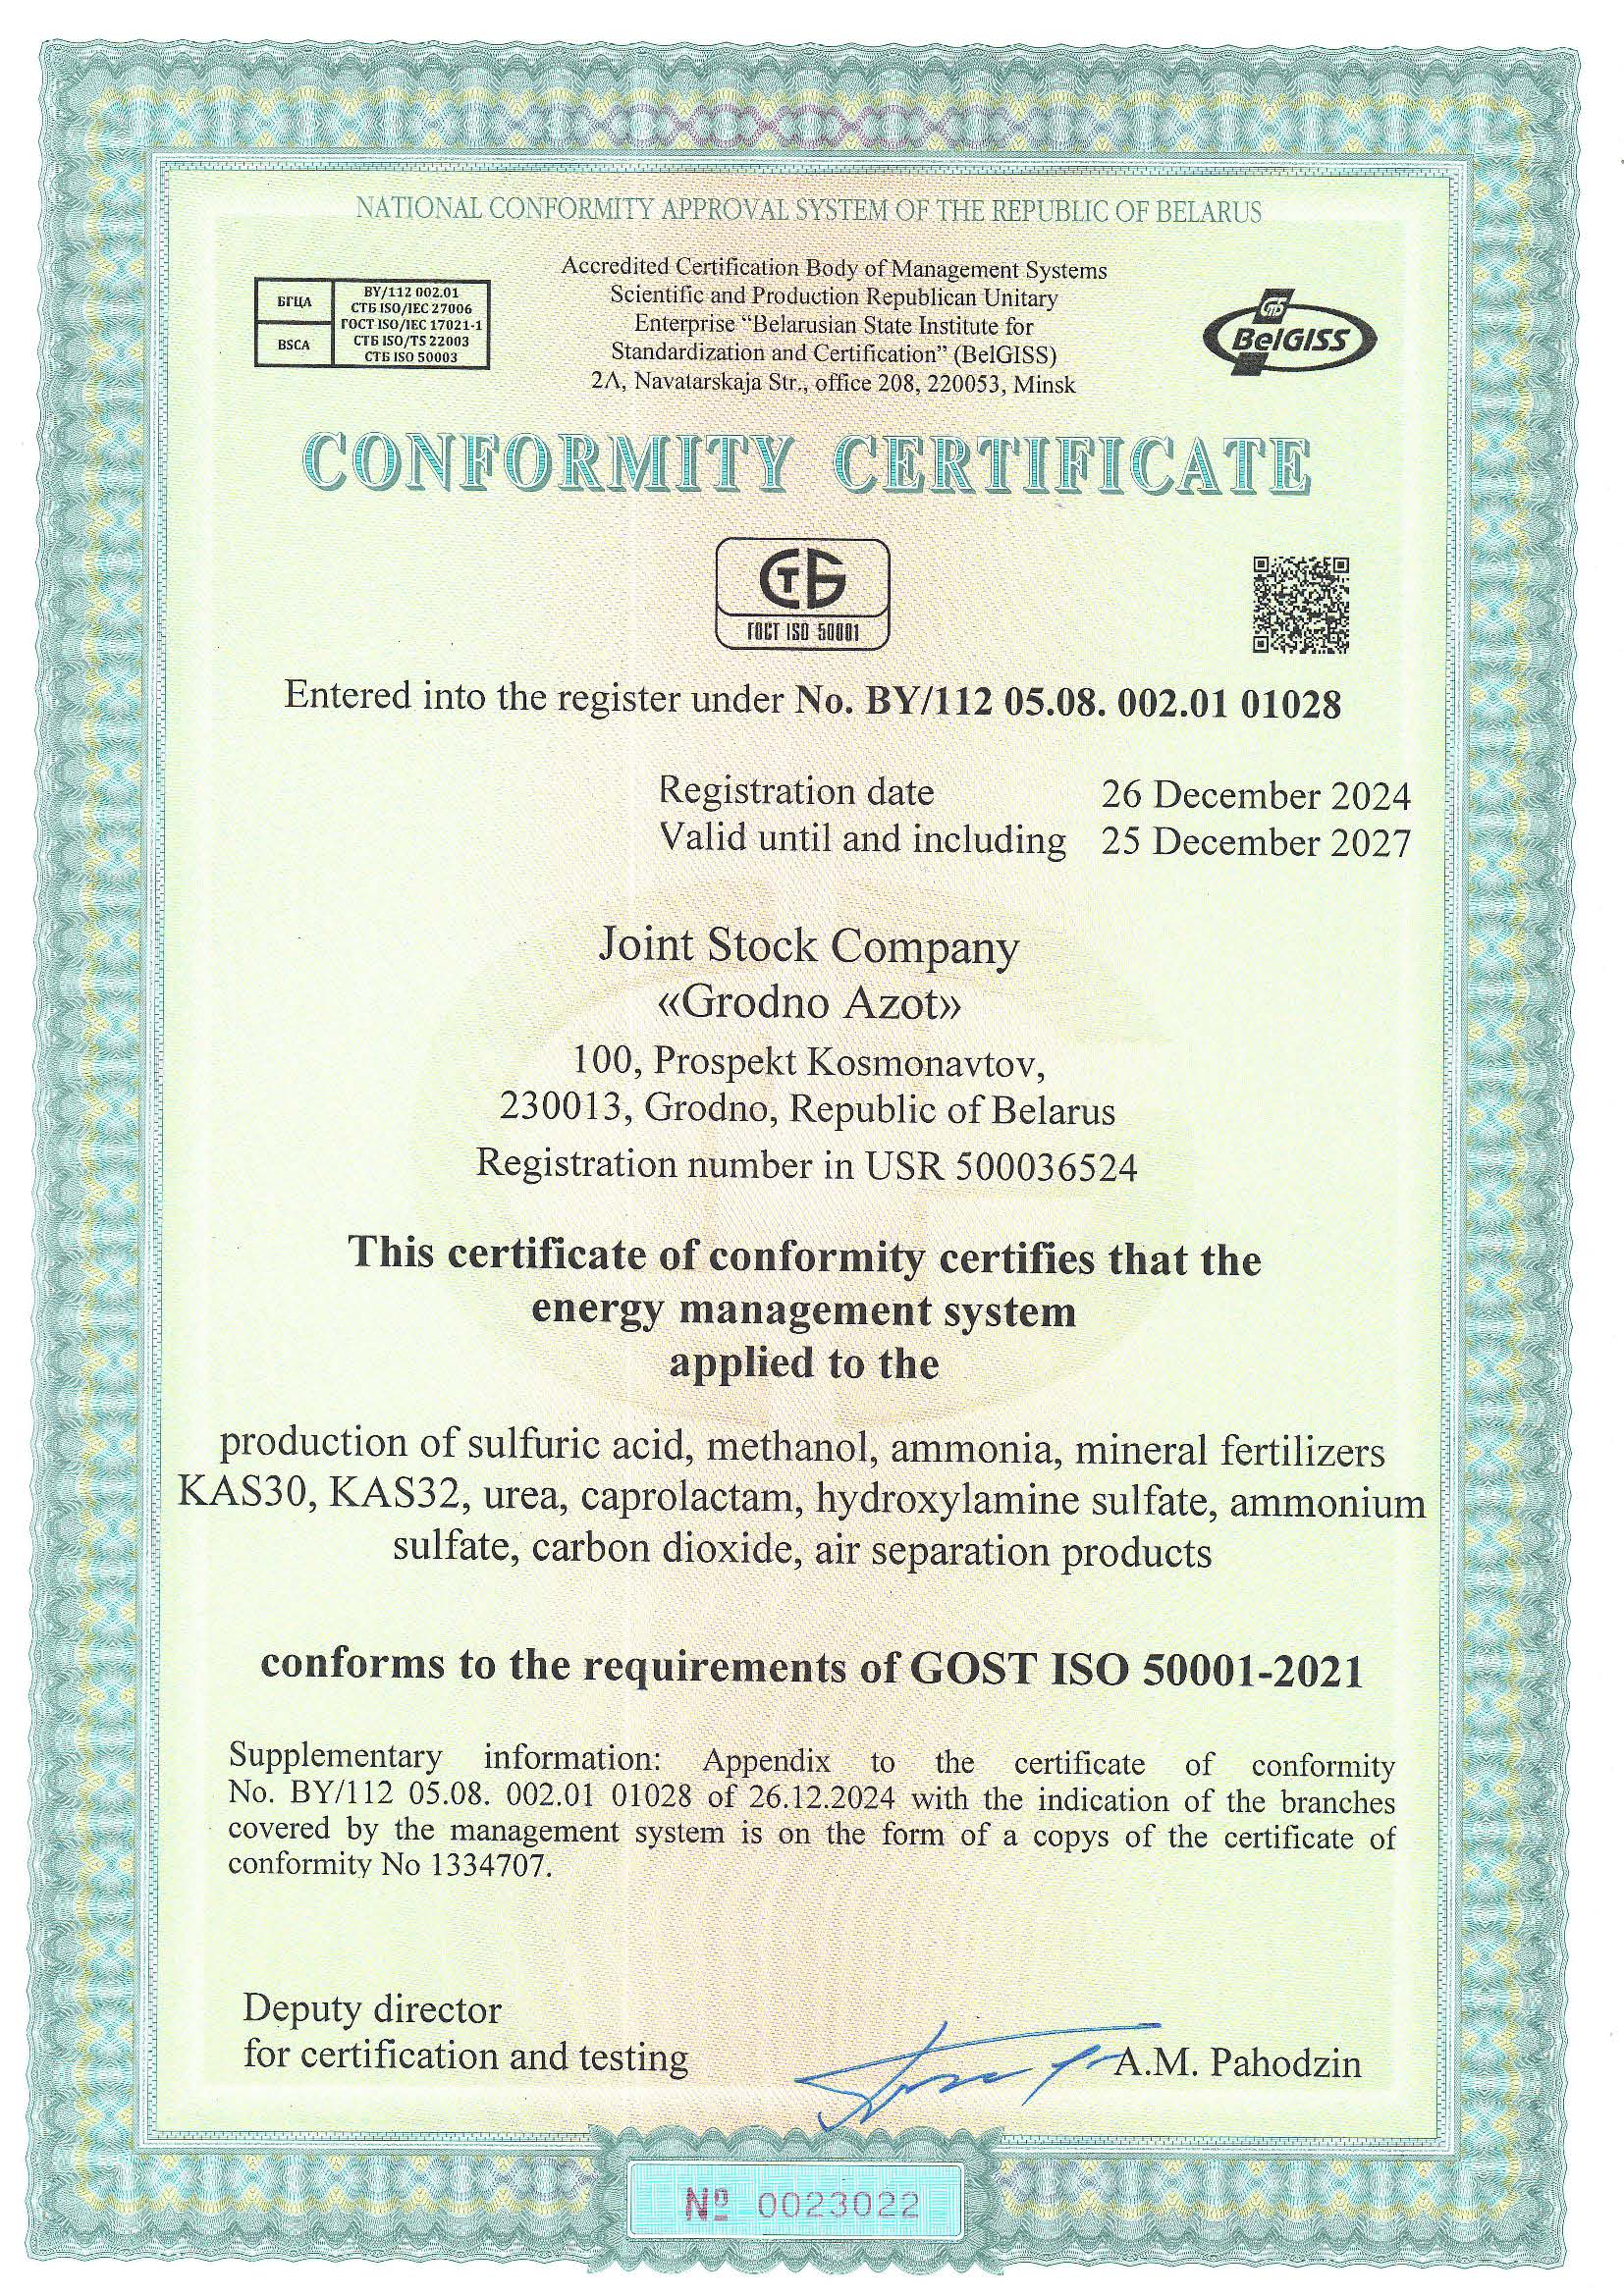 NATIONAL CONFORMITY APPROVAL SYSTEM OF THE REPUBLIC OF BELARUS
БГЦА
BSCA
BY/112 002.01
СТБ ISO/IEC 27006
ГОСТ ISO/IEC 17021-1
СТБ ISO/TS 22003
СТБ ISO 50003
Accredited Certification Body of Management Systems
Scientific and Production Republican Unitary
Enterprise “Belarusian State Institute for
Standardization and Certification” (BelGISS)
2A, Navatarskaja Str., office 208, 220053, Minsk
BelGISS
CONFORMITY CERTIFICATE
СТБ
ГОСТ ISO 50001
Entered into the register under No. BY/112 05.08. 002.01 01028
Registration date 26 December 2024
Valid until and including 25 December 2027
Joint Stock Company
«Grodno Azot»
100, Prospekt Kosmonavtov,
230013, Grodno, Republic of Belarus
Registration number in USR 500036524
This certificate of conformity certifies that the
energy management system
applied to the
production of sulfuric acid, methanol, ammonia, mineral fertilizers
KAS30, KAS32, urea, caprolactam, hydroxylamine sulfate, ammonium
sulfate, carbon dioxide, air separation products
conforms to the requirements of GOST ISO 50001-2021
Supplementary information: Appendix to the certificate of conformity
No. BY/112 05.08. 002.01 01028 of 26.12.2024 with the indication of the branches
covered by the management system is on the form of a copys of the certificate of
conformity No 1334707.
Deputy director
for certification and testing
A.M. Pahodzin
№ 0023022